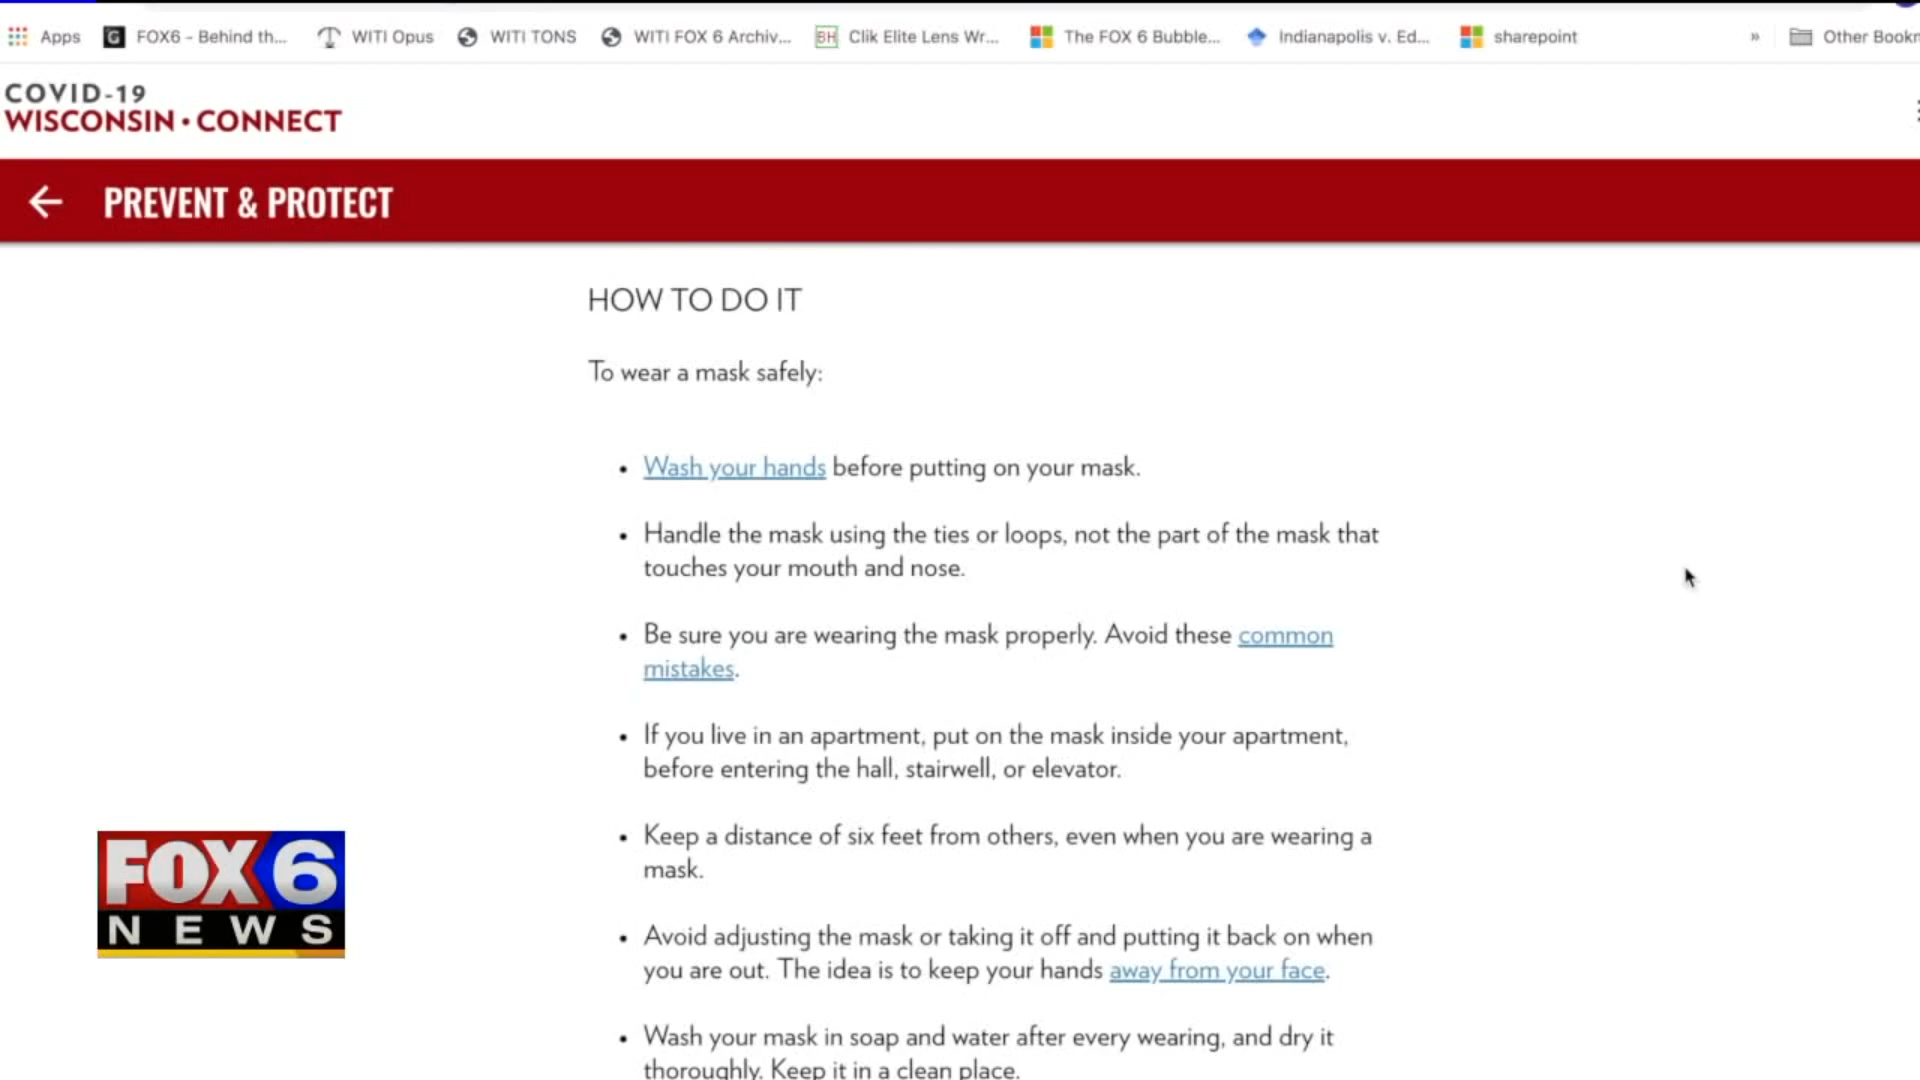 Apps FOX6 - Behind th... WITI Opus WITI TONS WITI FOX 6 Archiv... BH Clik Elite Lens Wr... The FOX 6 Bubble... Indianapolis v. Ed... sharepoint » Other Bookm
COVID-19
WISCONSIN • CONNECT
PREVENT & PROTECT
HOW TO DO IT
To wear a mask safely:
• Wash your hands before putting on your mask.
• Handle the mask using the ties or loops, not the part of the mask that
touches your mouth and nose.
• Be sure you are wearing the mask properly. Avoid these common
mistakes.
• If you live in an apartment, put on the mask inside your apartment,
before entering the hall, stairwell, or elevator.
• Keep a distance of six feet from others, even when you are wearing a
mask.
• Avoid adjusting the mask or taking it off and putting it back on when
you are out. The idea is to keep your hands away from your face.
• Wash your mask in soap and water after every wearing, and dry it
thoroughly. Keep it in a clean place.
FOX 6
NEWS